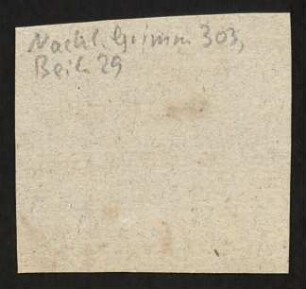 Nachl. Grimm 303,
Beil. 29